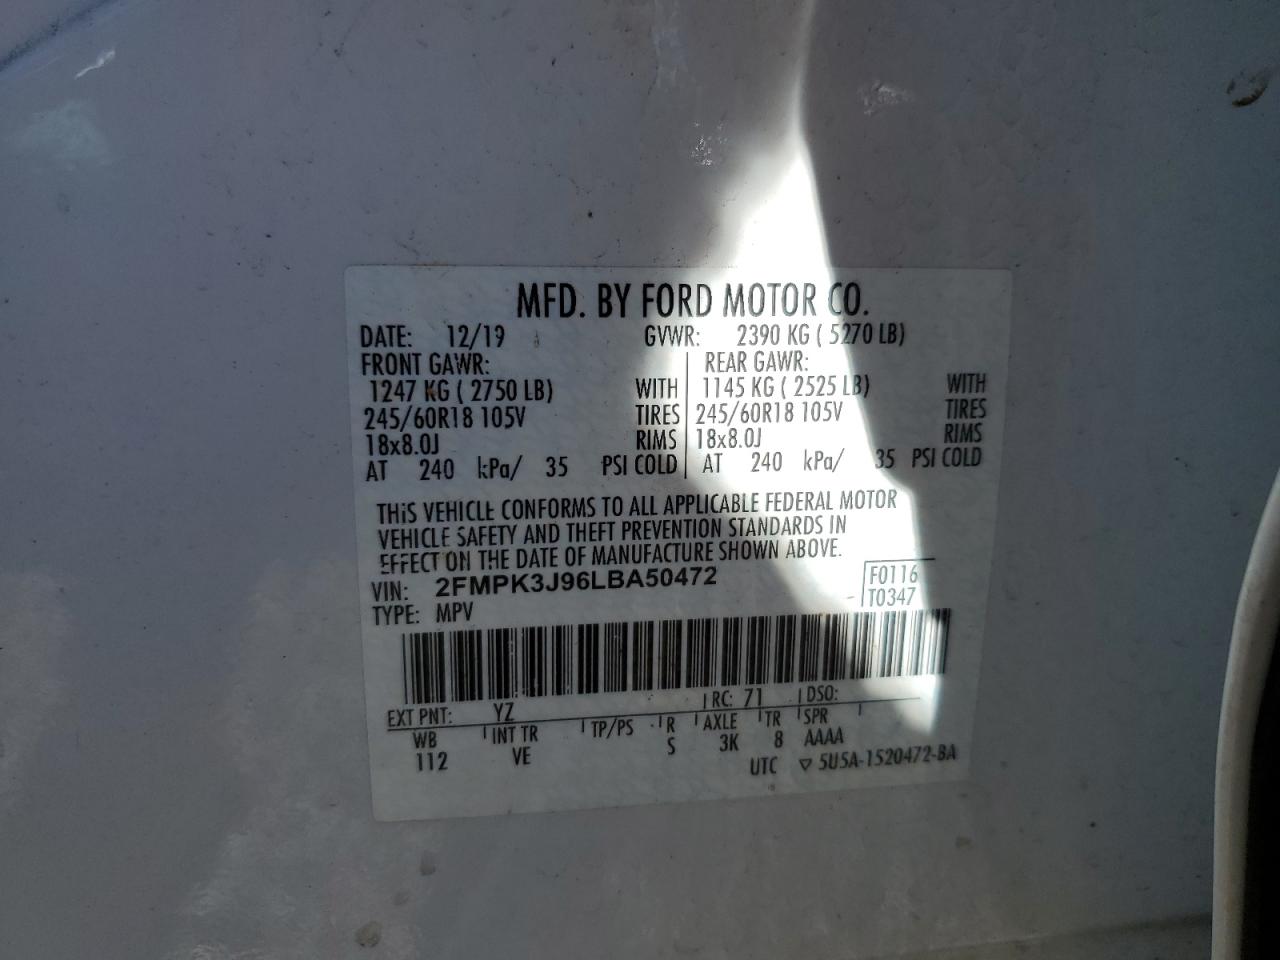 MFD. BY FORD MOTOR CO.
DATE: 12/19 GVWR: 2390 KG ( 5270 LB)
FRONT GAWR: REAR GAWR:
1247 KG ( 2750 LB) WITH 1145 KG ( 2525 LB) WITH
245/60R18 105V TIRES 245/60R18 105V TIRES
18x8.0J RIMS 18x8.0J RIMS
AT 240 kPa/ 35 PSI COLD AT 240 kPa/ 35 PSI COLD
THIS VEHICLE CONFORMS TO ALL APPLICABLE FEDERAL MOTOR
VEHICLE SAFETY AND THEFT PREVENTION STANDARDS IN
EFFECT ON THE DATE OF MANUFACTURE SHOWN ABOVE.
VIN: 2FMPK3J96LBA50472 F0116
TYPE: MPV T0347
EXT PNT: YZ RC: 71 DSO:
WB INT TR TP/PS R AXLE TR SPR
112 VE S 3K 8 AAAA
UTC ▽ 5U5A-1520472-BA